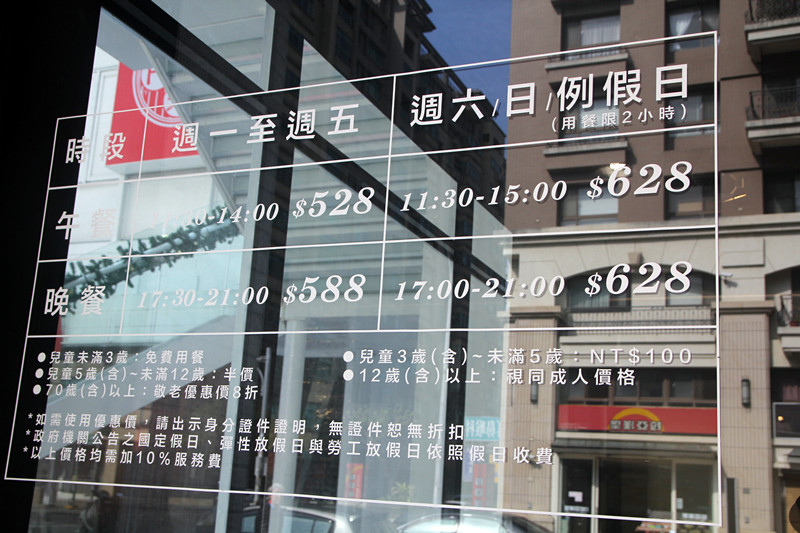 時段 週一至週五 週六/日/例假日
(用餐限2小時)
午餐 -14:00 $528 11:30-15:00 $628
晚餐 17:30-21:00 $588 17:00-21:00 $628
●兒童未滿3歲:免費用餐 ●兒童3歲(含)~未滿5歲:NT$100
●兒童5歲(含)~未滿12歲:半價 ●12歲(含)以上:視同成人價格
●70歲(含)以上:敬老優惠價8折
*如需使用優惠價,請出示身分證件證明,無證件恕無折扣
*政府機關公告之國定假日、彈性放假日與勞工放假日依照假日收費
*以上價格均需加10%服務費